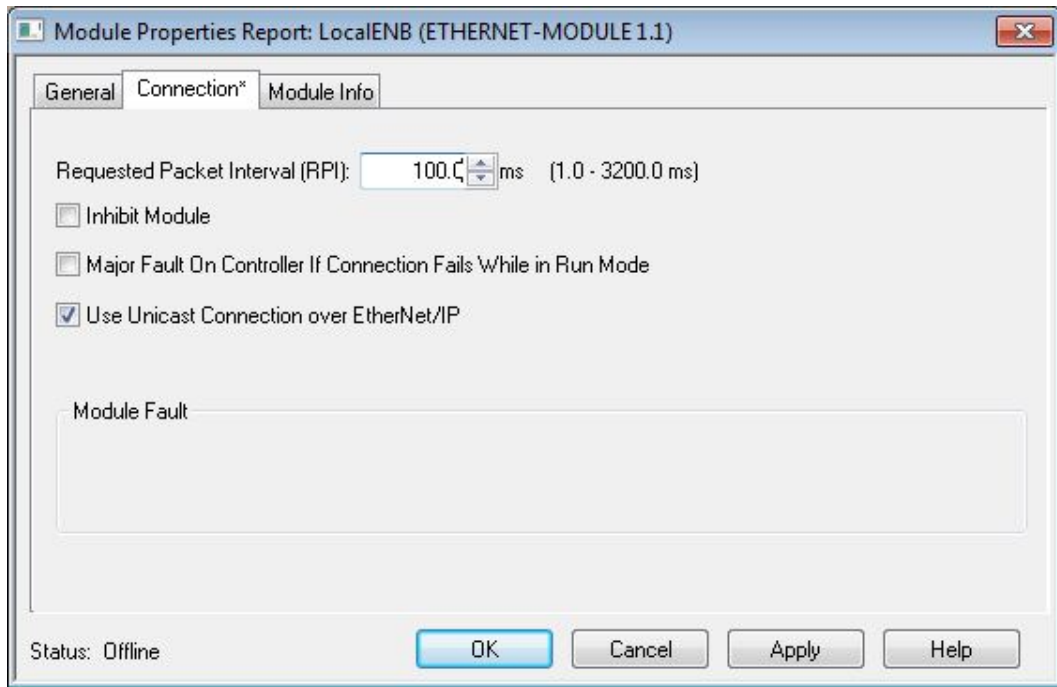 Module Properties Report: LocalENB (ETHERNET-MODULE 1.1)
General Connection* Module Info
Requested Packet Interval (RPI): 100.0 ms (1.0 - 3200.0 ms)
Inhibit Module
Major Fault On Controller If Connection Fails While in Run Mode
Use Unicast Connection over EtherNet/IP
Module Fault
Status: Offline OK Cancel Apply Help